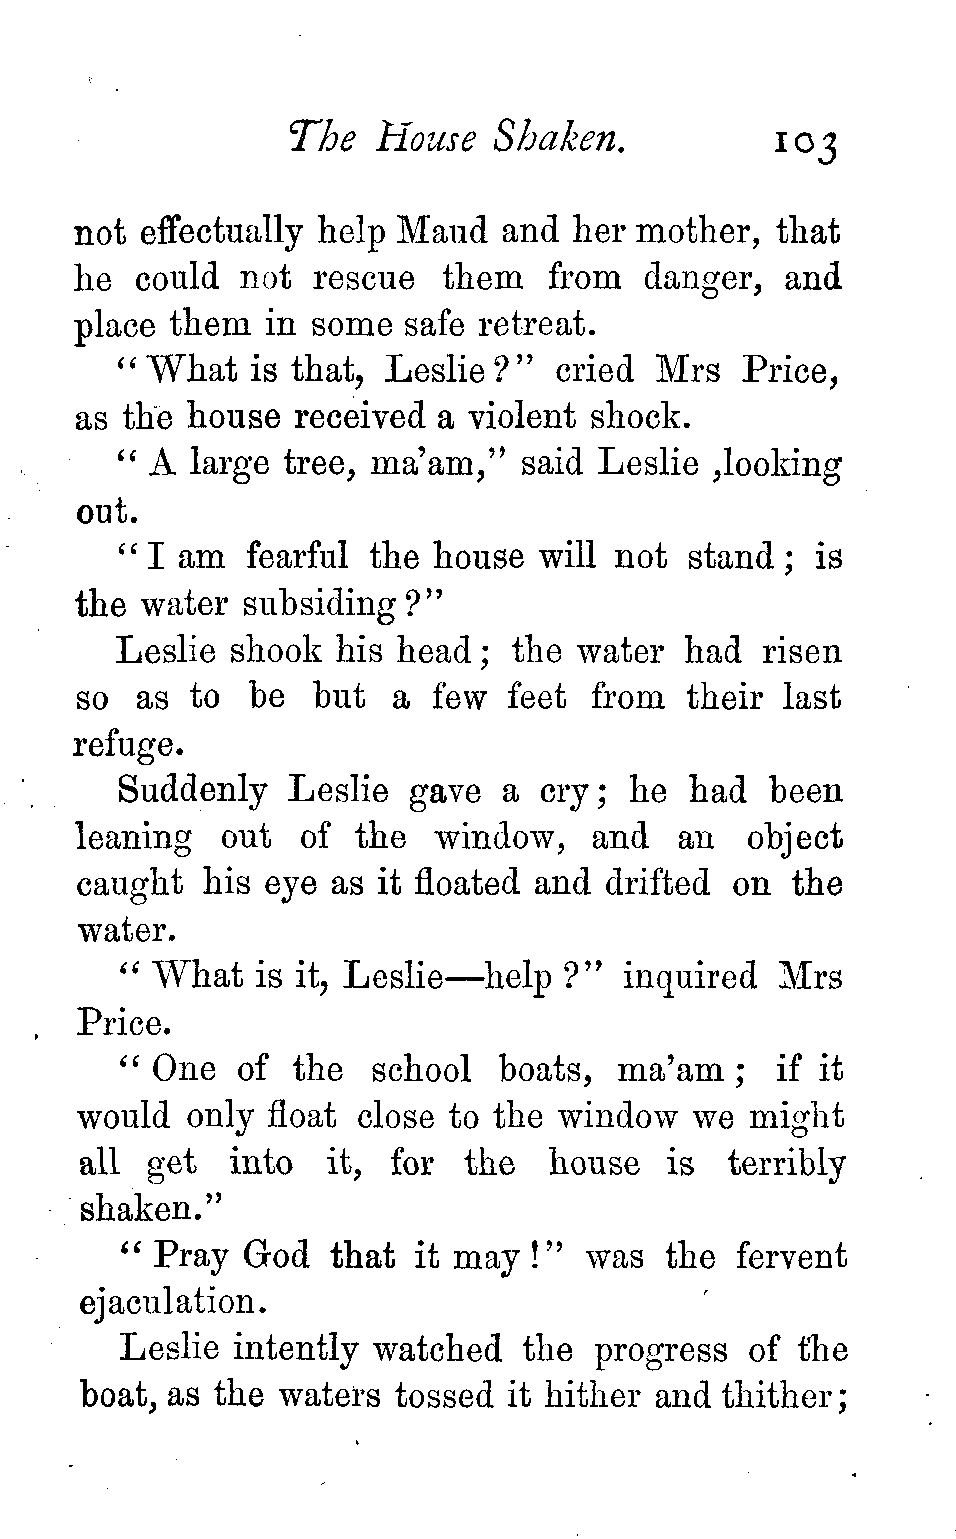 The House Shaken. 103
not effectually help Maud and her mother, that
he could not rescue them from danger, and
place them in some safe retreat.
“ What is that, Leslie ?” cried Mrs Price,
as the house received a violent shock.
“ A large tree, ma’am,” said Leslie ,looking
out.
“ I am fearful the house will not stand ; is
the water subsiding ?”
Leslie shook his head ; the water had risen
so as to be but a few feet from their last
refuge.
Suddenly Leslie gave a cry ; he had been
leaning out of the window, and an object
caught his eye as it floated and drifted on the
water.
“ What is it, Leslie—help ?” inquired Mrs
Price.
“ One of the school boats, ma’am ; if it
would only float close to the window we might
all get into it, for the house is terribly
shaken.”
“ Pray God that it may !” was the fervent
ejaculation.
Leslie intently watched the progress of the
boat, as the waters tossed it hither and thither ;